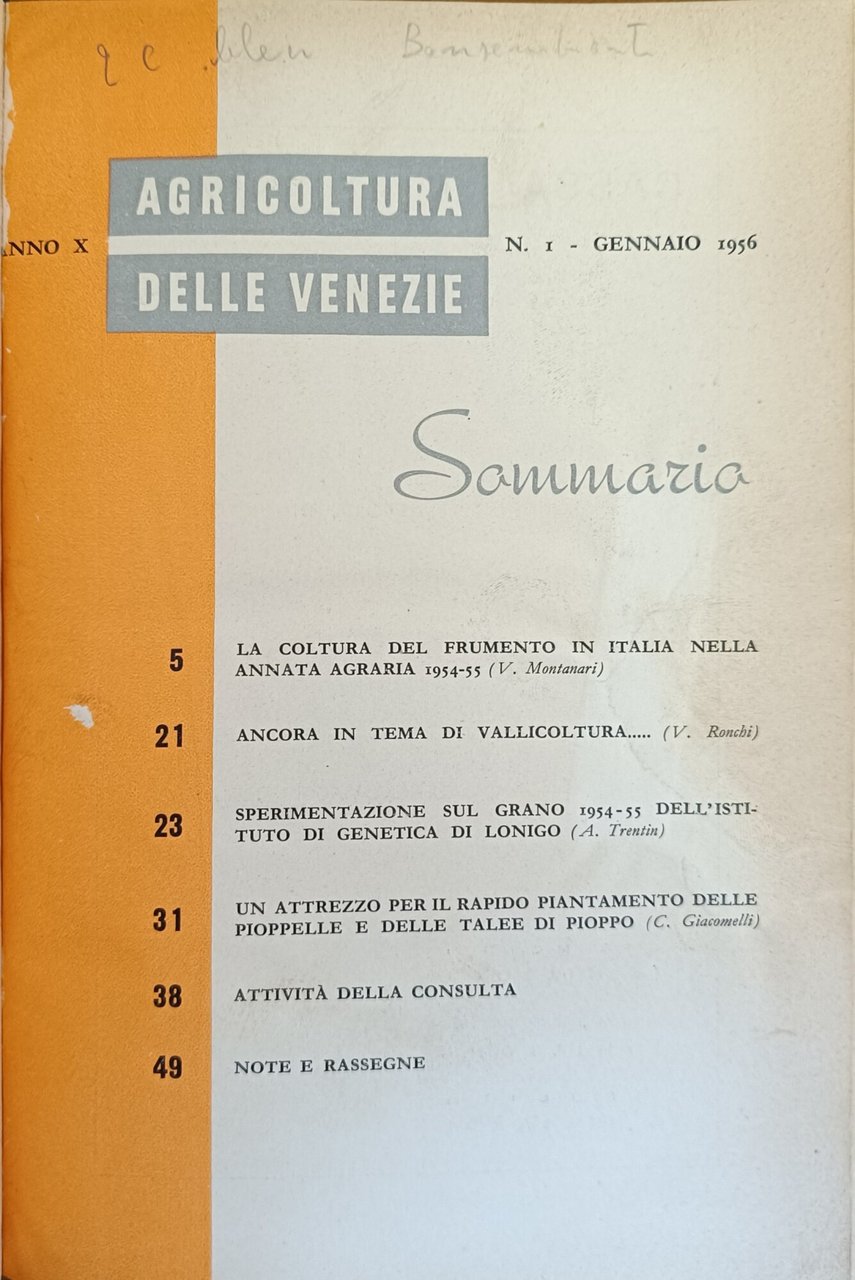 AGRICOLTURA
ANNO X
N. 1 - GENNAIO 1956
DELLE VENEZIE
Sommario
5
LA COLTURA DEL FRUMENTO IN ITALIA NELLA
ANNATA AGRARIA 1954-55 (V. Montanari)
21
ANCORA IN TEMA DI VALLICOLTURA..... (V. Ronchi)
23
SPERIMENTAZIONE SUL GRANO 1954-55 DELL'ISTI-
TUTO DI GENETICA DI LONIGO (A. Trentin)
31
UN ATTREZZO PER IL RAPIDO PIANTAMENTO DELLE
PIOPPELLE E DELLE TALEE DI PIOPPO (C. Giacomelli)
38
ATTIVITÀ DELLA CONSULTA
49
NOTE E RASSEGNE